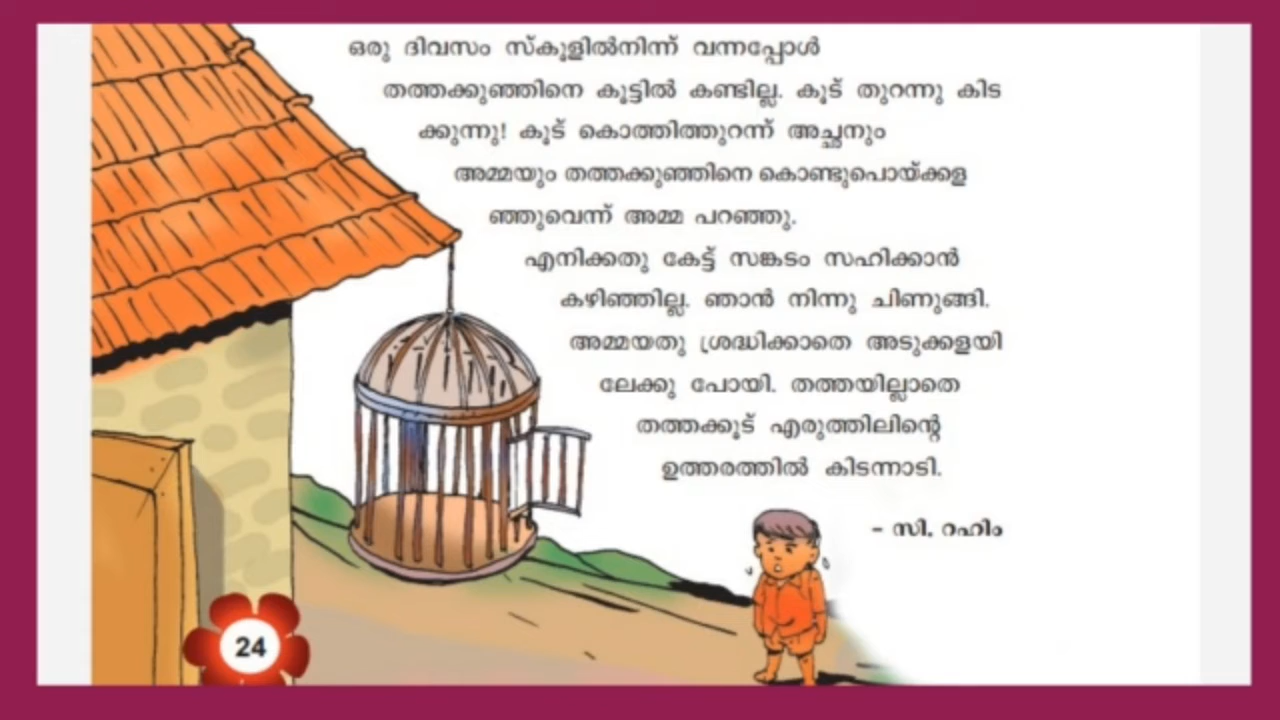 ഒരു ദിവസം സ്കൂളിൽനിന്ന് വന്നപ്പോൾ
തത്തക്കുഞ്ഞിനെ കൂട്ടിൽ കണ്ടില്ല. കൂട് തുറന്നു കിട
ക്കുന്നു! കൂട് കൊത്തിത്തുറന്ന് അച്ഛനും
അമ്മയും തത്തക്കുഞ്ഞിനെ കൊണ്ടുപൊയ്ക്കള
ഞ്ഞുവെന്ന് അമ്മ പറഞ്ഞു.
എനിക്കതു കേട്ട് സങ്കടം സഹിക്കാൻ
കഴിഞ്ഞില്ല. ഞാൻ നിന്നു ചിണുങ്ങി.
അമ്മയതു ശ്രദ്ധിക്കാതെ അടുക്കളയി
ലേക്കു പോയി. തത്തയില്ലാതെ
തത്തക്കൂട് എരുത്തിലിന്റെ
ഉത്തരത്തിൽ കിടന്നാടി.
- സി. റഹിം
24